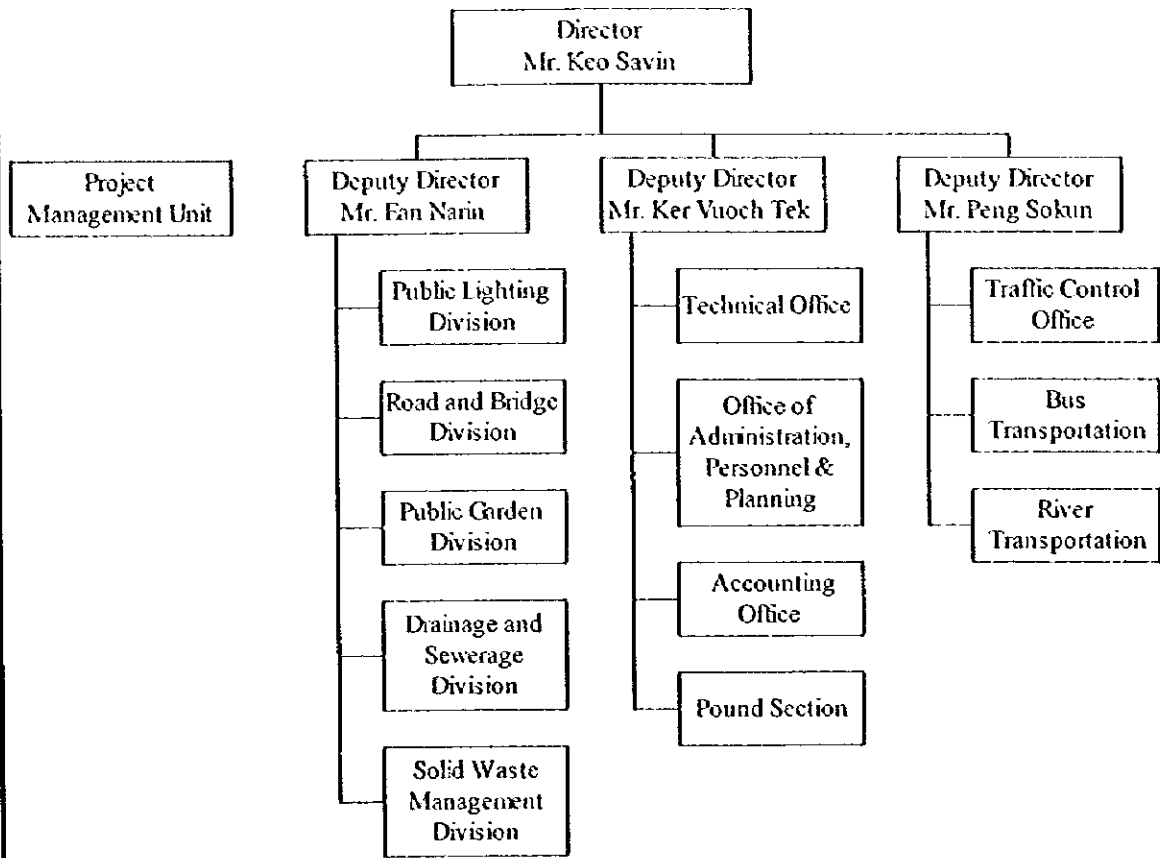 Director
Mr. Keo Savin
Project
Management Unit
Deputy Director
Mr. Fan Narin
Deputy Director
Mr. Ker Vuoch Tek
Deputy Director
Mr. Peng Sokun
Public Lighting
Division
Road and Bridge
Division
Public Garden
Division
Drainage and
Sewerage
Division
Solid Waste
Management
Division
Technical Office
Office of
Administration,
Personnel &
Planning
Accounting
Office
Pound Section
Traffic Control
Office
Bus
Transportation
River
Transportation